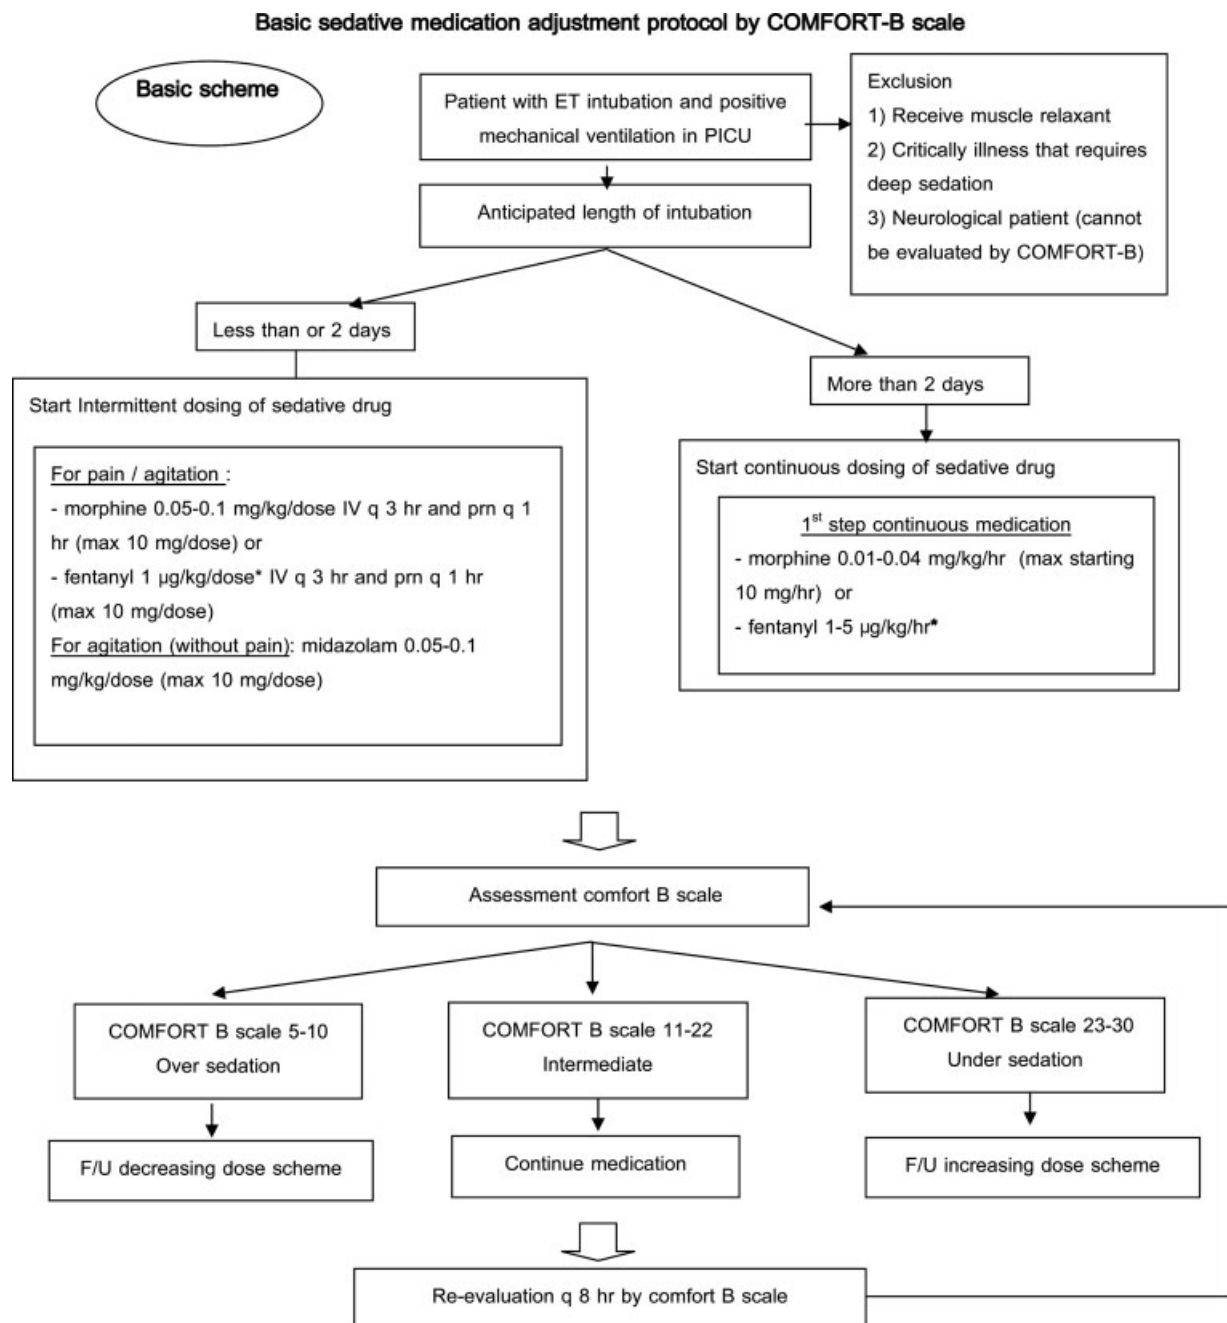 Basic sedative medication adjustment protocol by COMFORT-B scale
Basic scheme
Patient with ET intubation and positive
mechanical ventilation in PICU
Exclusion
1) Receive muscle relaxant
2) Critically illness that requires
deep sedation
3) Neurological patient (cannot
be evaluated by COMFORT-B)
Anticipated length of intubation
Less than or 2 days
More than 2 days
Start Intermittent dosing of sedative drug
For pain / agitation :
- morphine 0.05-0.1 mg/kg/dose IV q 3 hr and prn q 1
hr (max 10 mg/dose) or
- fentanyl 1 µg/kg/dose* IV q 3 hr and prn q 1 hr
(max 10 mg/dose)
For agitation (without pain): midazolam 0.05-0.1
mg/kg/dose (max 10 mg/dose)
Start continuous dosing of sedative drug
1st step continuous medication
- morphine 0.01-0.04 mg/kg/hr (max starting
10 mg/hr) or
- fentanyl 1-5 µg/kg/hr*
Assessment comfort B scale
COMFORT B scale 5-10
Over sedation
COMFORT B scale 11-22
Intermediate
COMFORT B scale 23-30
Under sedation
F/U decreasing dose scheme
Continue medication
F/U increasing dose scheme
Re-evaluation q 8 hr by comfort B scale